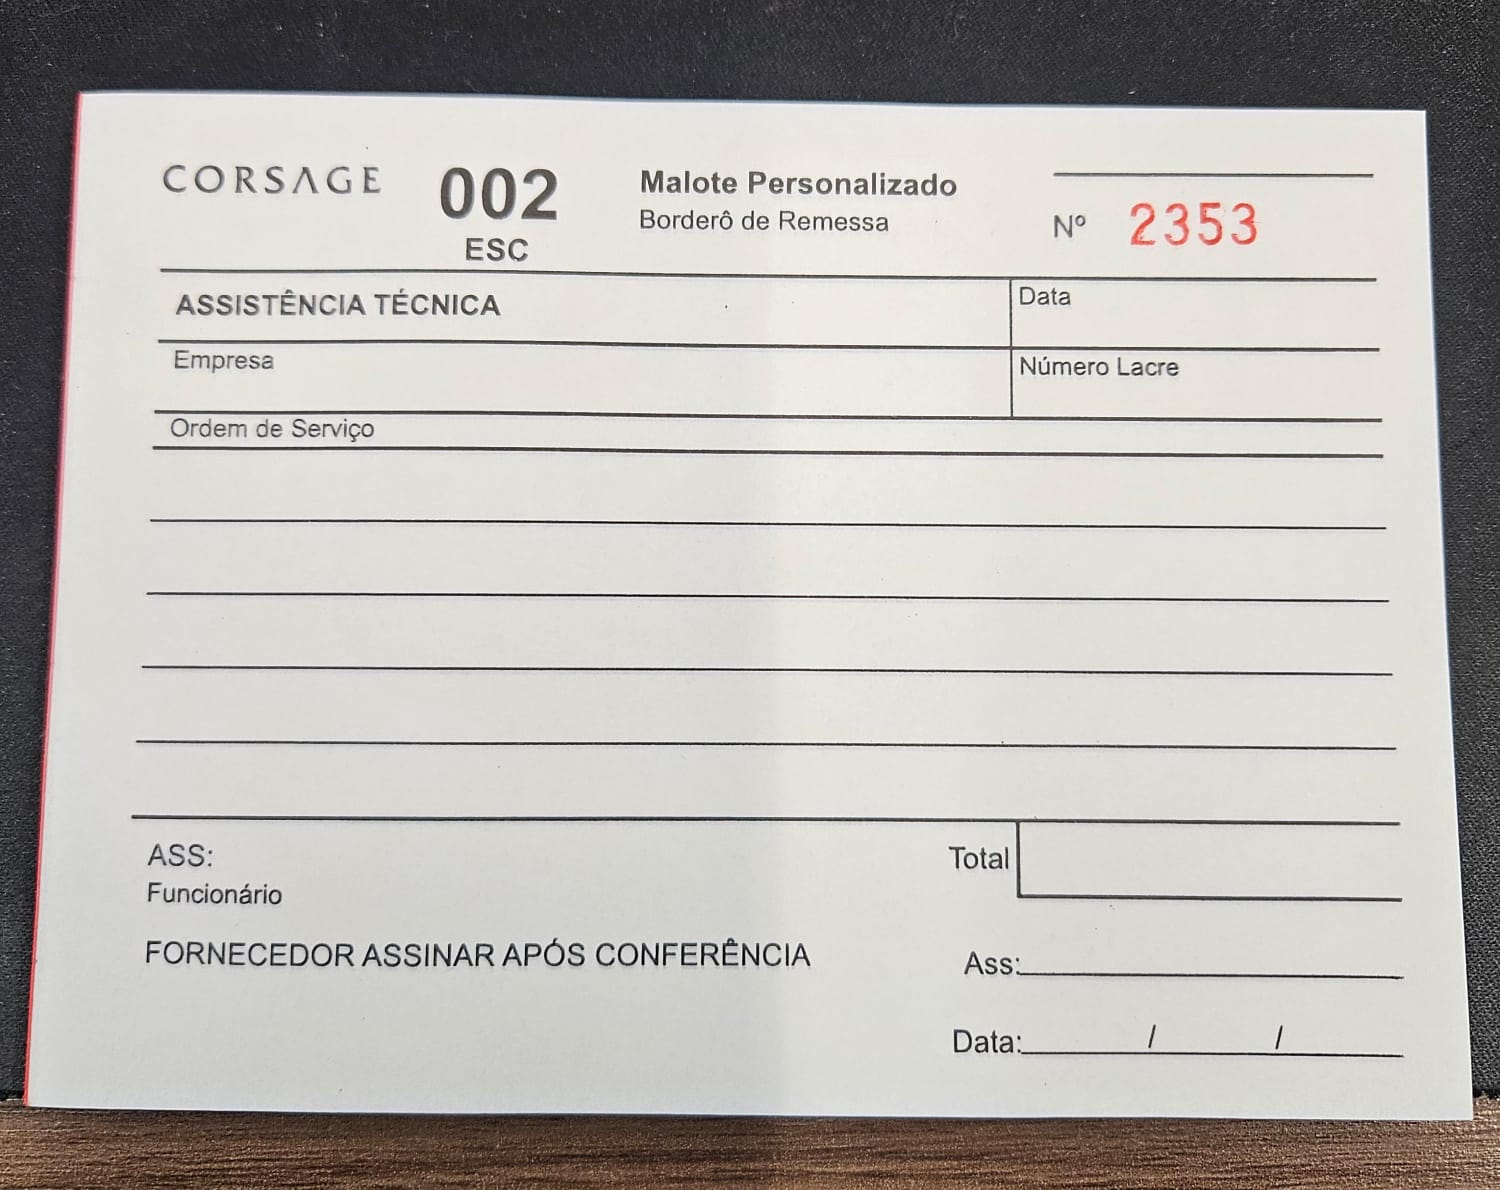 CORSAGE
002
ESC
Malote Personalizado
Borderô de Remessa
Nº 2353
ASSISTÊNCIA TÉCNICA
Data
Empresa
Número Lacre
Ordem de Serviço
ASS:
Funcionário
Total
FORNECEDOR ASSINAR APÓS CONFERÊNCIA
Ass:
Data: / /